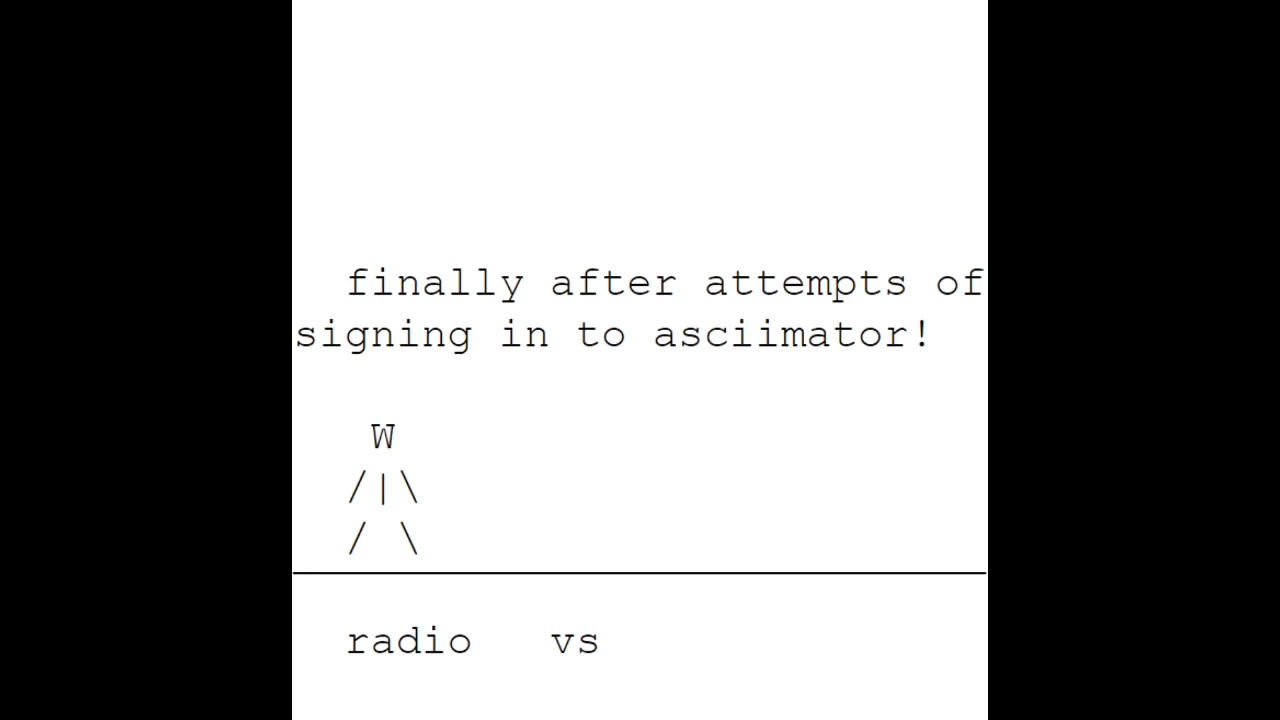 finally after attempts of
signing in to asciimator!
W
/|\
/ \
radio vs